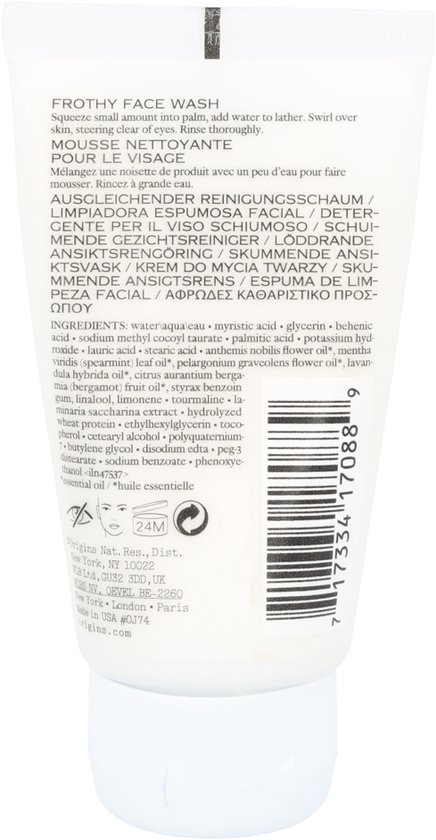 FROTHY FACE WASH
Squeeze small amount into palm, add water to lather. Swirl over
skin, steering clear of eyes. Rinse thoroughly.
MOUSSE NETTOYANTE
POUR LE VISAGE
Mélangez une noisette de produit avec un peu d'eau pour faire
mousser. Rincez à grande eau.
AUSGLEICHENDER REINIGUNGSSCHAUM /
LIMPIADORA ESPUMOSA FACIAL / DETER-
GENTE PER IL VISO SCHIUMOSO / SCHUI-
MENDE GEZICHTSREINIGER / LÖDDRANDE
ANSIKTSRENGÖRING / SKUMMENDE ANSI-
KTSVASK / KREM DO MYCIA TWARZY / SKU-
MMENDE ANSIGTSRENS / ESPUMA DE LIM-
PEZA FACIAL / ΑΦΡΩΔΕΣ ΚΑΘΑΡΙΣΤΙΚΟ ΠΡΟΣ-
ΩΠΟΥ
INGREDIENTS: water\aqua\eau • myristic acid • glycerin • behenic
acid • sodium methyl cocoyl taurate • palmitic acid • potassium hyd-
roxide • lauric acid • stearic acid • anthemis nobilis flower oil*, mentha
viridis (spearmint) leaf oil*, pelargonium graveolens flower oil*, lavan-
dula hybrida oil*, citrus aurantium berga-
mia (bergamot) fruit oil*, styrax benzoin
gum, linalool, limonene • tourmaline • la-
minaria saccharina extract • hydrolyzed
wheat protein • ethylhexylglycerin • toco-
pherol • cetearyl alcohol • polyquaternium-
7 • butylene glycol • disodium edta • peg-3
distearate • sodium benzoate • phenoxye-
thanol <iln47537>
*essential oil / *huile essentielle
24M
©Origins Nat.Res.,Dist.
New York, NY 10022
WLB Ltd,GU32 3DD,UK
CLBS NV, OEVEL BE-2260
New York • London • Paris
Made in USA #0J74
origins.com
7 17334 17088 9